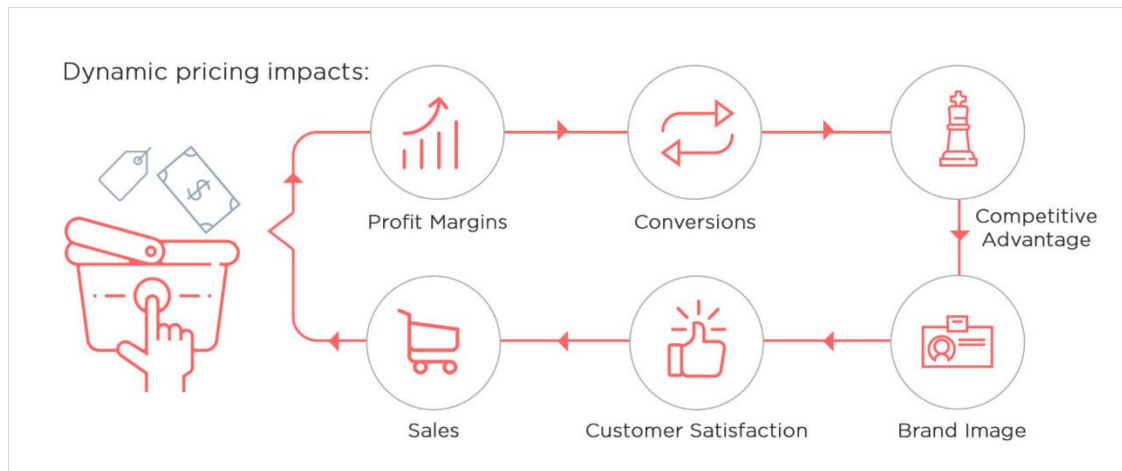 Dynamic pricing impacts:
$
Profit Margins
Conversions
Competitive
Advantage
Sales
Customer Satisfaction
Brand Image